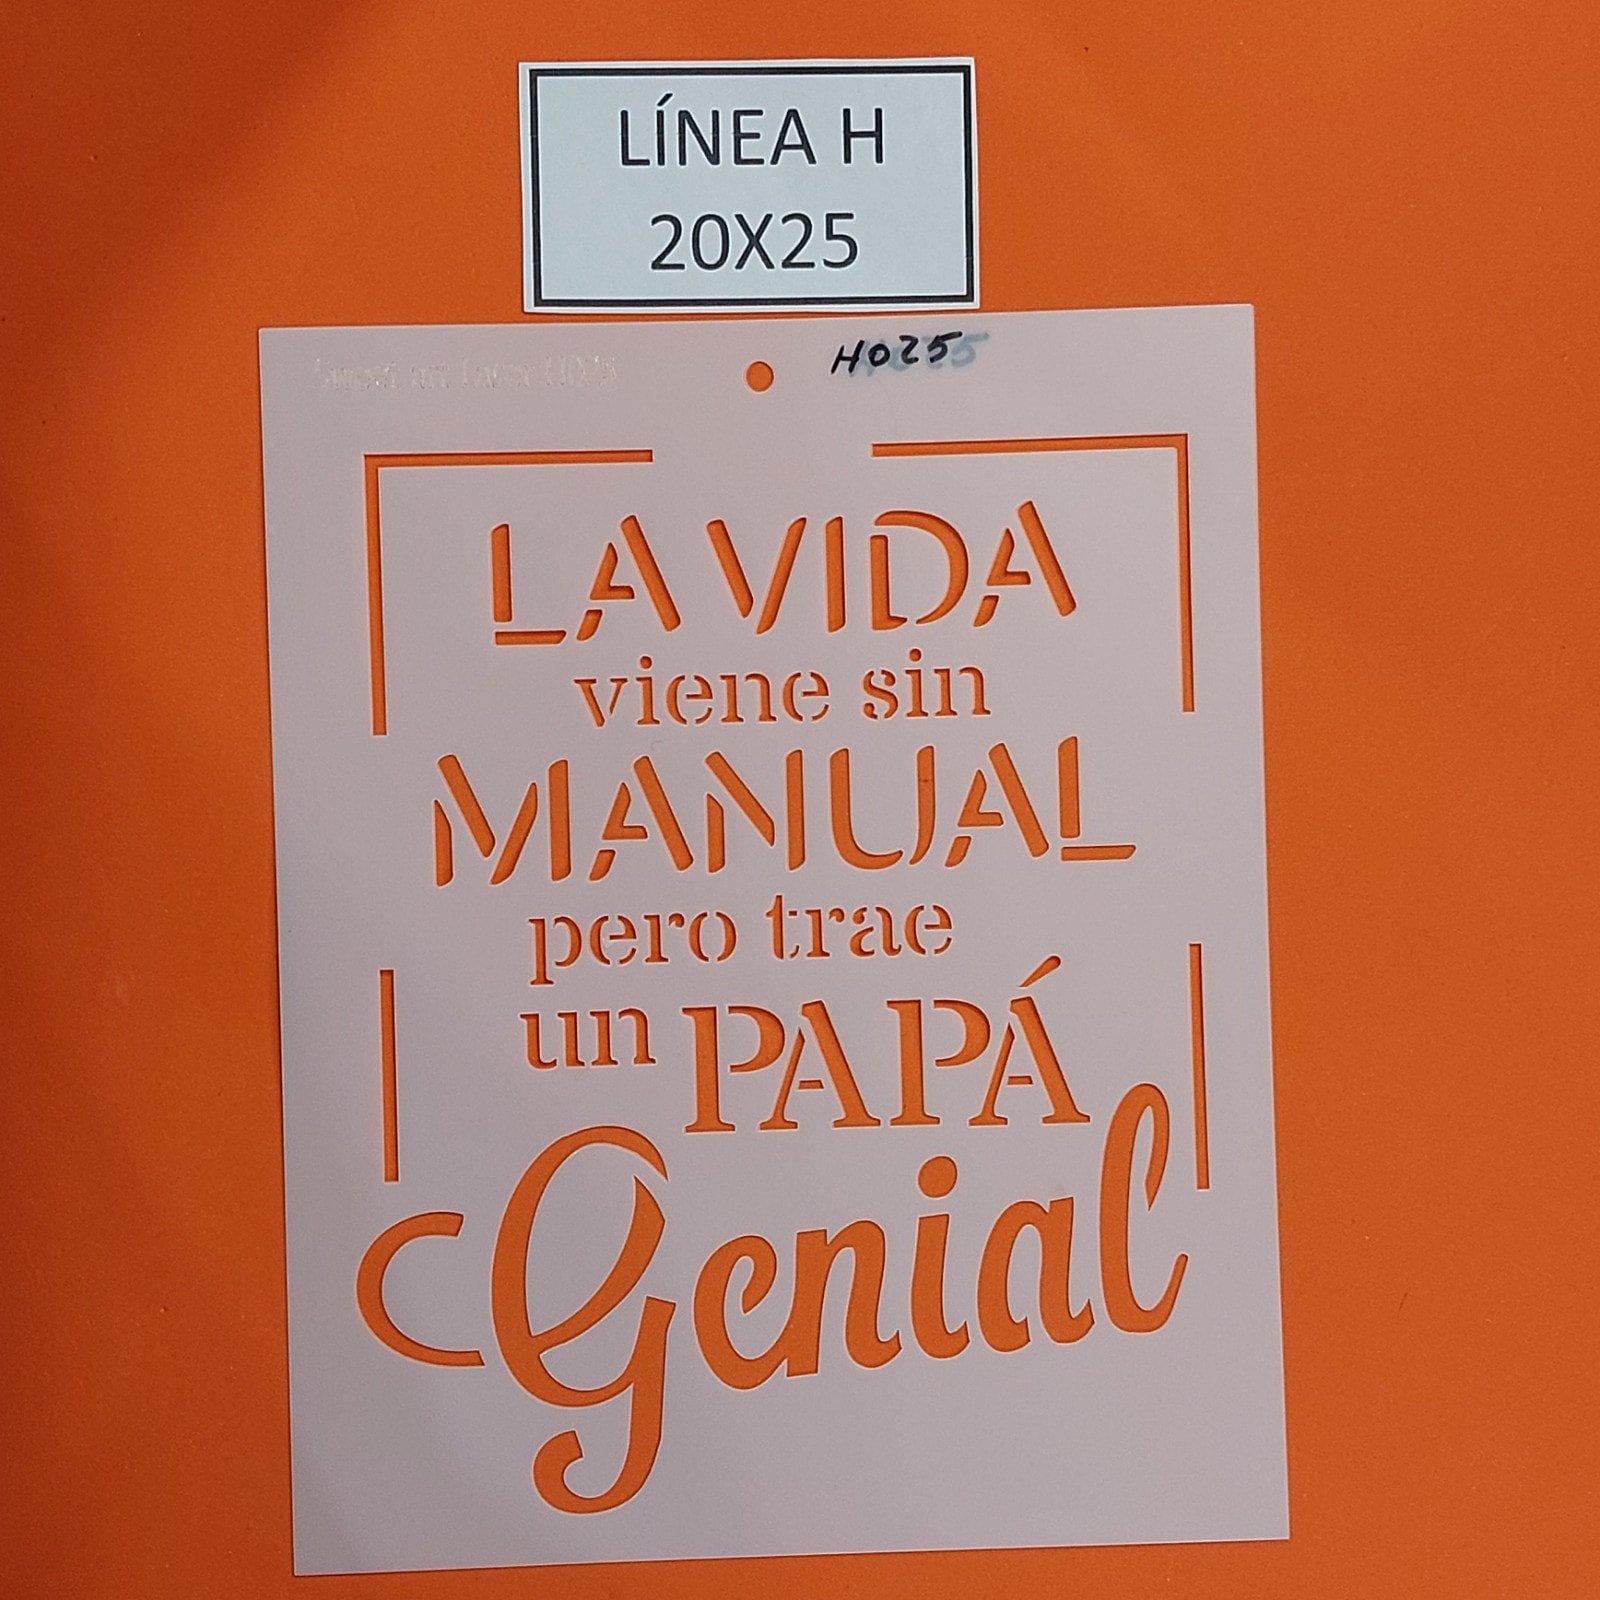 LÍNEA H
20X25
H025
LA VIDA
viene sin
MANUAL
pero trae
un PAPÁ
Genial